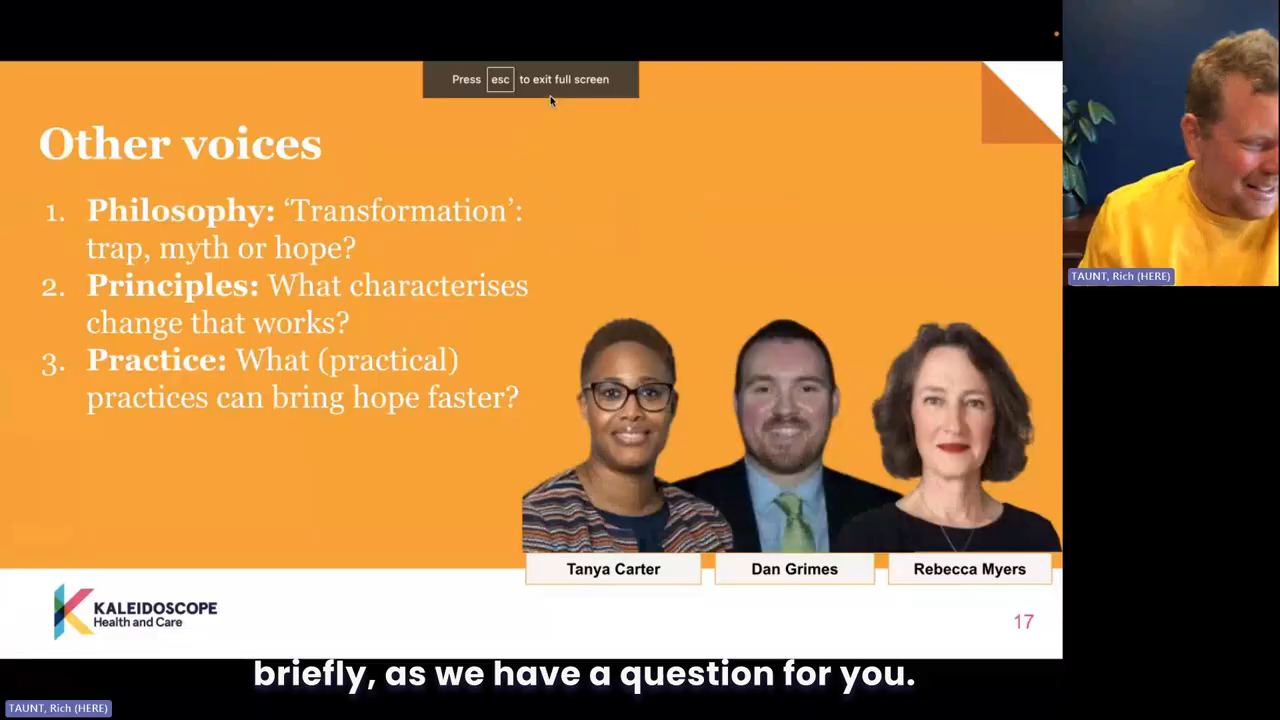 Press esc to exit full screen
Other voices
1. Philosophy: ‘Transformation’:
trap, myth or hope?
2. Principles: What characterises
change that works?
3. Practice: What (practical)
practices can bring hope faster?
TAUNT, Rich (HERE)
Tanya Carter
Dan Grimes
Rebecca Myers
KALEIDOSCOPE
Health and Care
17
briefly, as we have a question for you.
TAUNT, Rich (HERE)